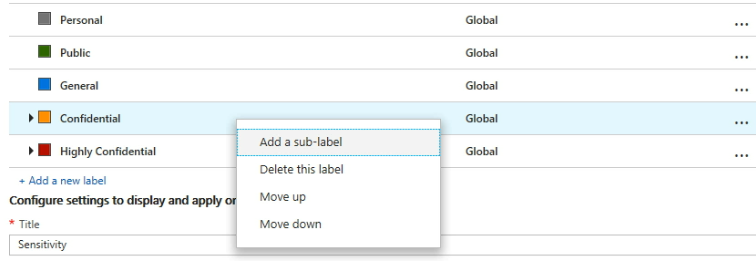 Personal Global ...
Public Global ...
General Global ...
Confidential Global ...
Add a sub-label
Highly Confidential Global ...
Delete this label
+ Add a new label
Move up
Configure settings to display and apply or
Move down
* Title
Sensitivity